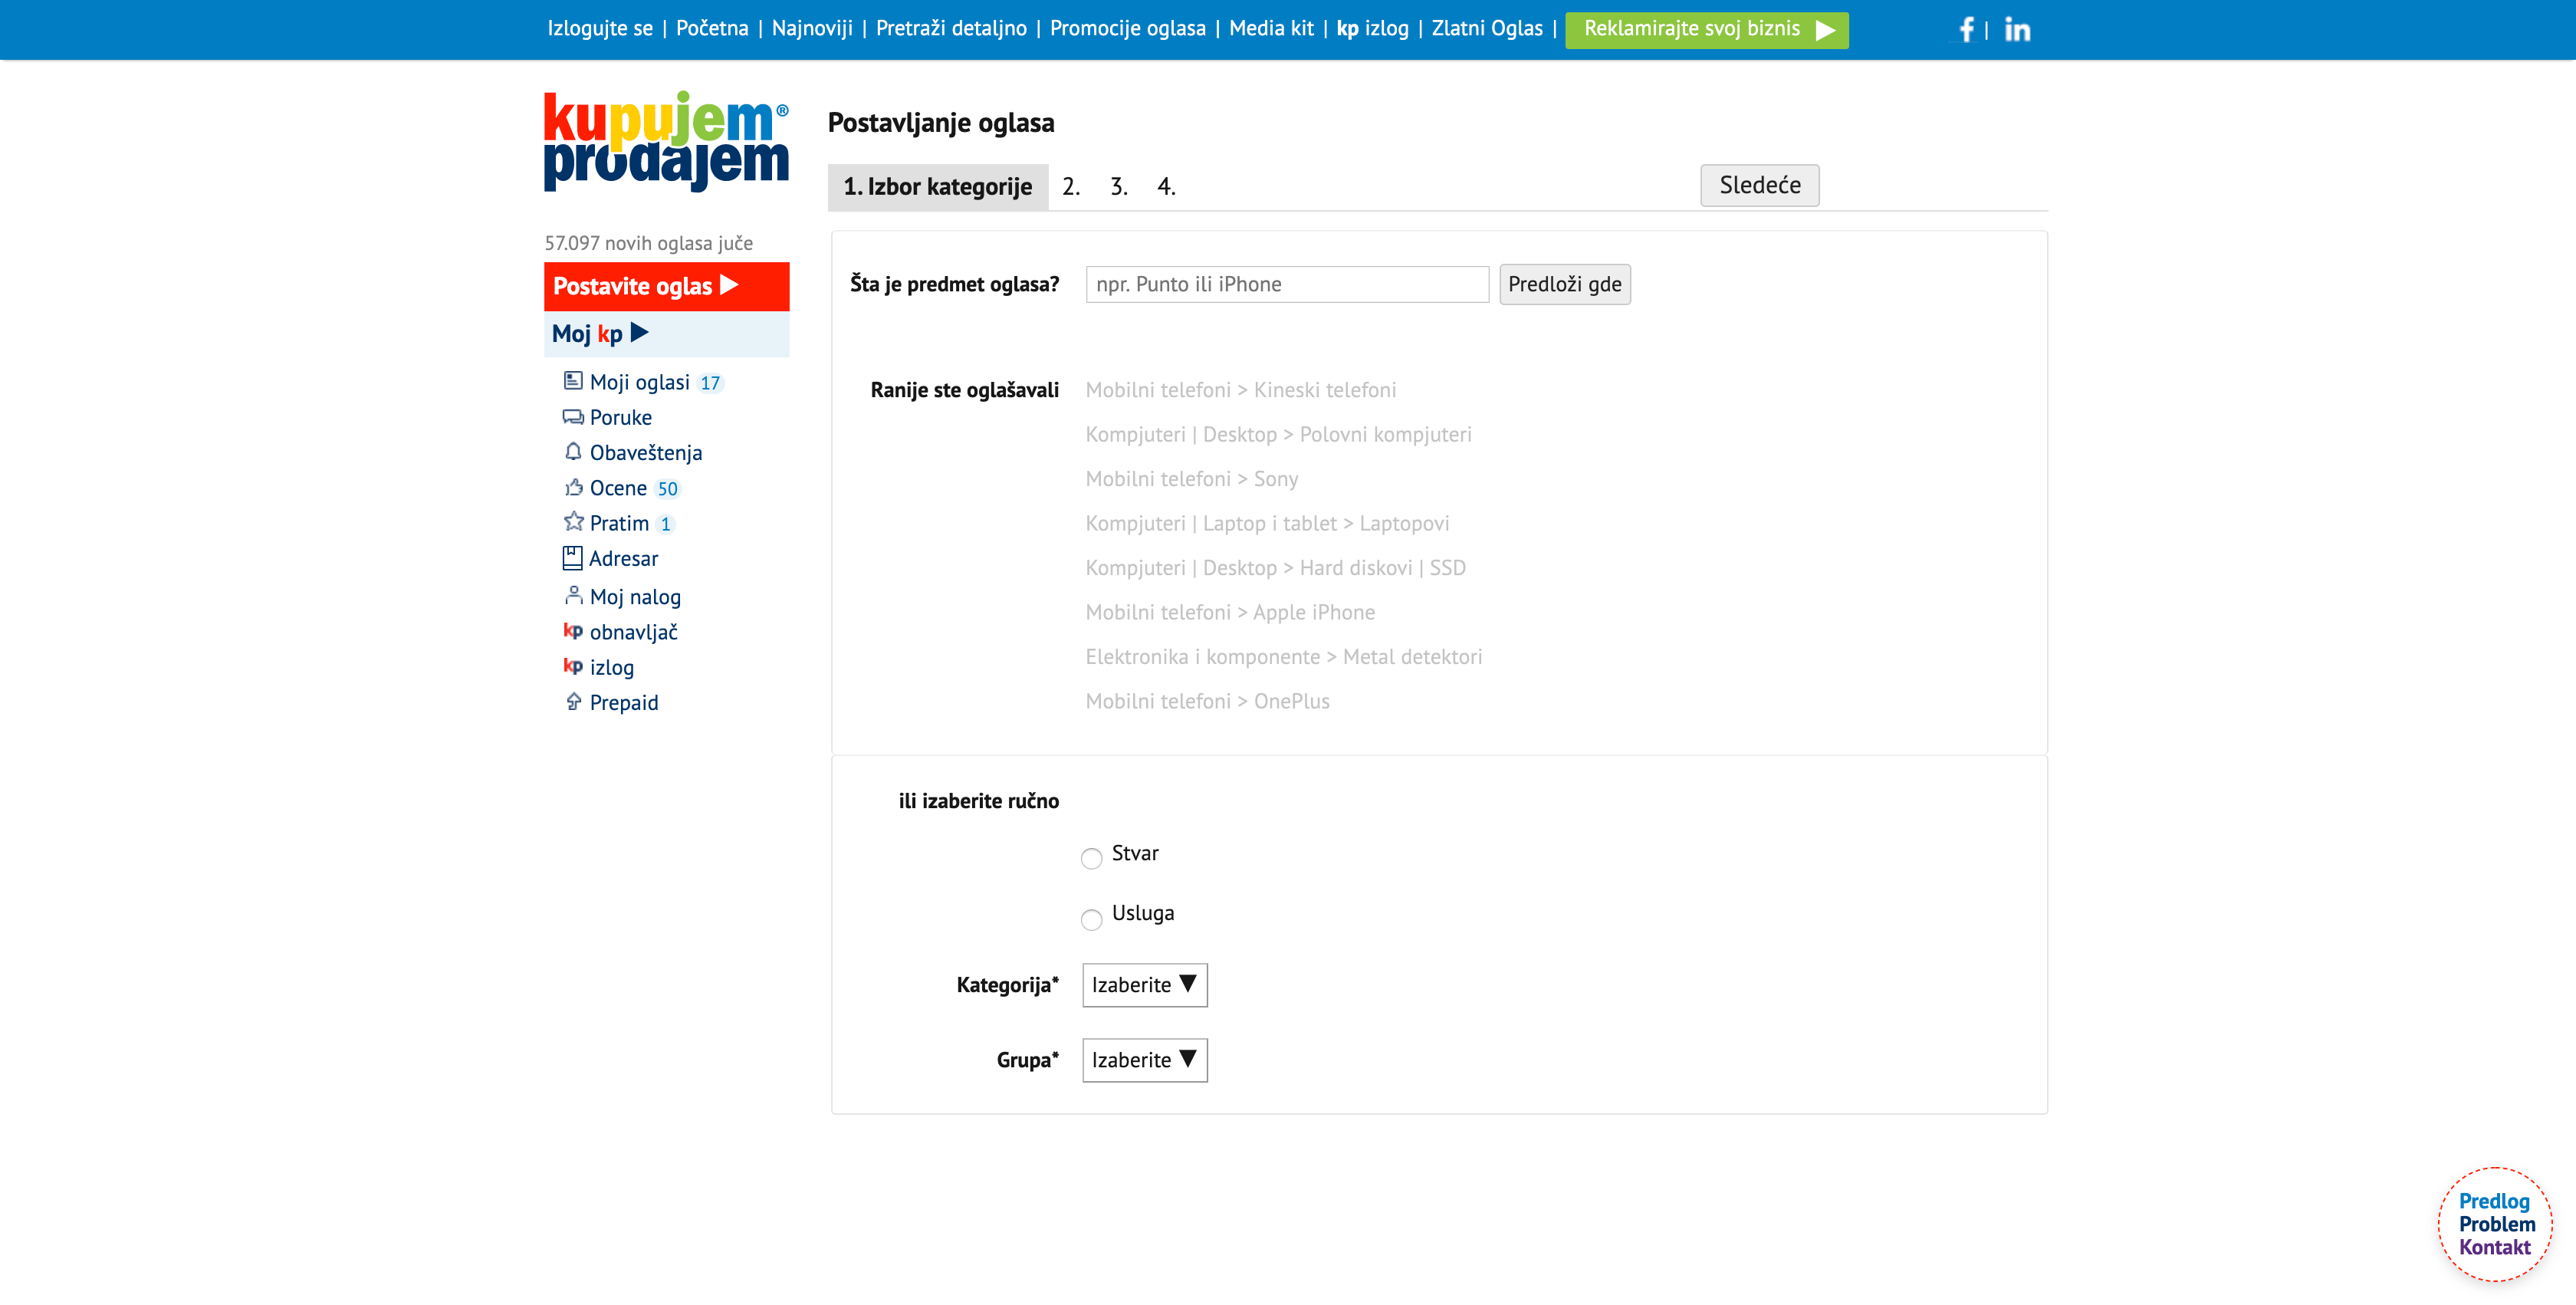 Izlogujte se | Početna | Najnoviji | Pretraži detaljno | Promocije oglasa | Media kit | kp izlog | Zlatni Oglas | Reklamirajte svoj biznis ▶ f | in
kupujem®
prodajem
57.097 novih oglasa juče
Postavite oglas ▶
Moj kp ▶
Moji oglasi 17
Poruke
Obaveštenja
Ocene 50
Pratim 1
Adresar
Moj nalog
kp obnavljač
kp izlog
Prepaid
Postavljanje oglasa
1. Izbor kategorije 2. 3. 4. Sledeće
Šta je predmet oglasa? npr. Punto ili iPhone Predloži gde
Ranije ste oglašavali Mobilni telefoni > Kineski telefoni
Kompjuteri | Desktop > Polovni kompjuteri
Mobilni telefoni > Sony
Kompjuteri | Laptop i tablet > Laptopovi
Kompjuteri | Desktop > Hard diskovi | SSD
Mobilni telefoni > Apple iPhone
Elektronika i komponente > Metal detektori
Mobilni telefoni > OnePlus
ili izaberite ručno
Stvar
Usluga
Kategorija* Izaberite ▼
Grupa* Izaberite ▼
Predlog
Problem
Kontakt